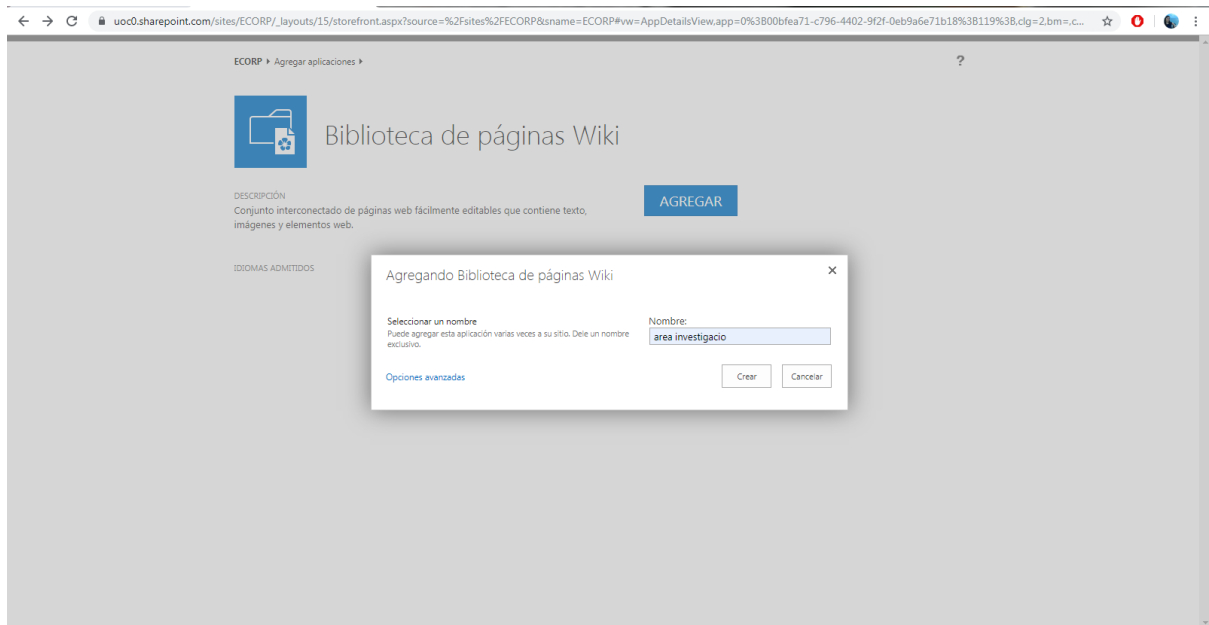 uoc0.sharepoint.com/sites/ECORP/_layouts/15/storefront.aspx?source=%2Fsites%2FECORP&sname=ECORP#vw=AppDetailsView,app=0%3B00bfea71-c796-4402-9f2f-0eb9a6e71b18%3B119%3B,clg=2,bm=,c...
ECORP ▸ Agregar aplicaciones ▸
?
Biblioteca de páginas Wiki
DESCRIPCIÓN
Conjunto interconectado de páginas web fácilmente editables que contiene texto,
imágenes y elementos web.
AGREGAR
IDIOMAS ADMITIDOS
Agregando Biblioteca de páginas Wiki
Seleccionar un nombre
Puede agregar esta aplicación varias veces a su sitio. Dele un nombre
exclusivo.
Nombre:
area investigacio
Opciones avanzadas
Crear
Cancelar